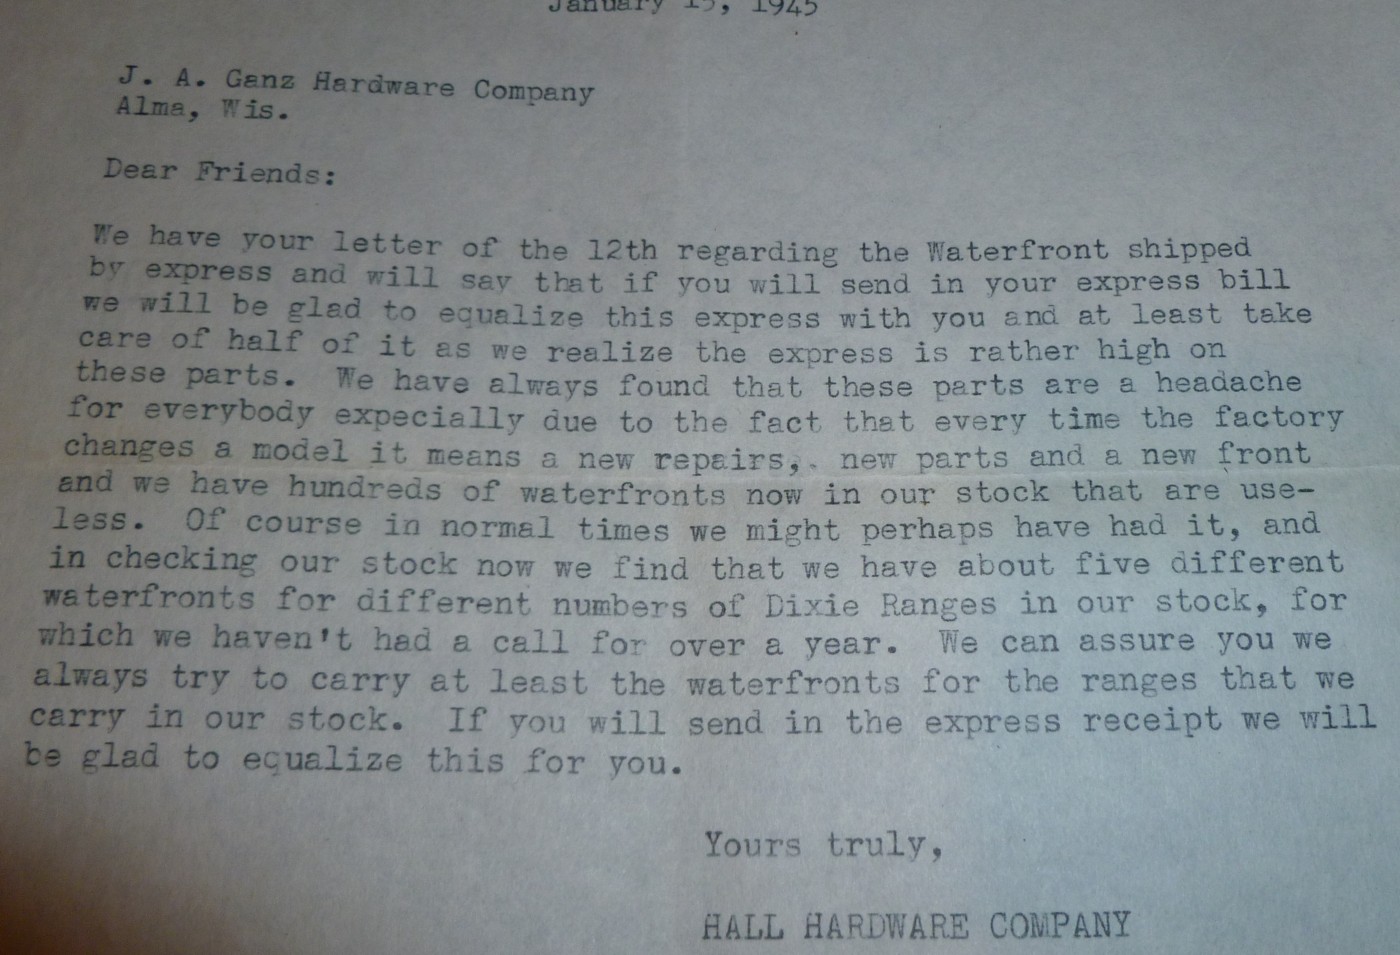 January 15, 1945
J. A. Ganz Hardware Company
Alma, Wis.
Dear Friends:
We have your letter of the 12th regarding the Waterfront shipped
by express and will say that if you will send in your express bill
we will be glad to equalize this express with you and at least take
care of half of it as we realize the express is rather high on
these parts. We have always found that these parts are a headache
for everybody expecially due to the fact that every time the factory
changes a model it means a new repairs,. new parts and a new front
and we have hundreds of waterfronts now in our stock that are use-
less. Of course in normal times we might perhaps have had it, and
in checking our stock now we find that we have about five different
waterfronts for different numbers of Dixie Ranges in our stock, for
which we haven't had a call for over a year. We can assure you we
always try to carry at least the waterfronts for the ranges that we
carry in our stock. If you will send in the express receipt we will
be glad to equalize this for you.
Yours truly,
HALL HARDWARE COMPANY